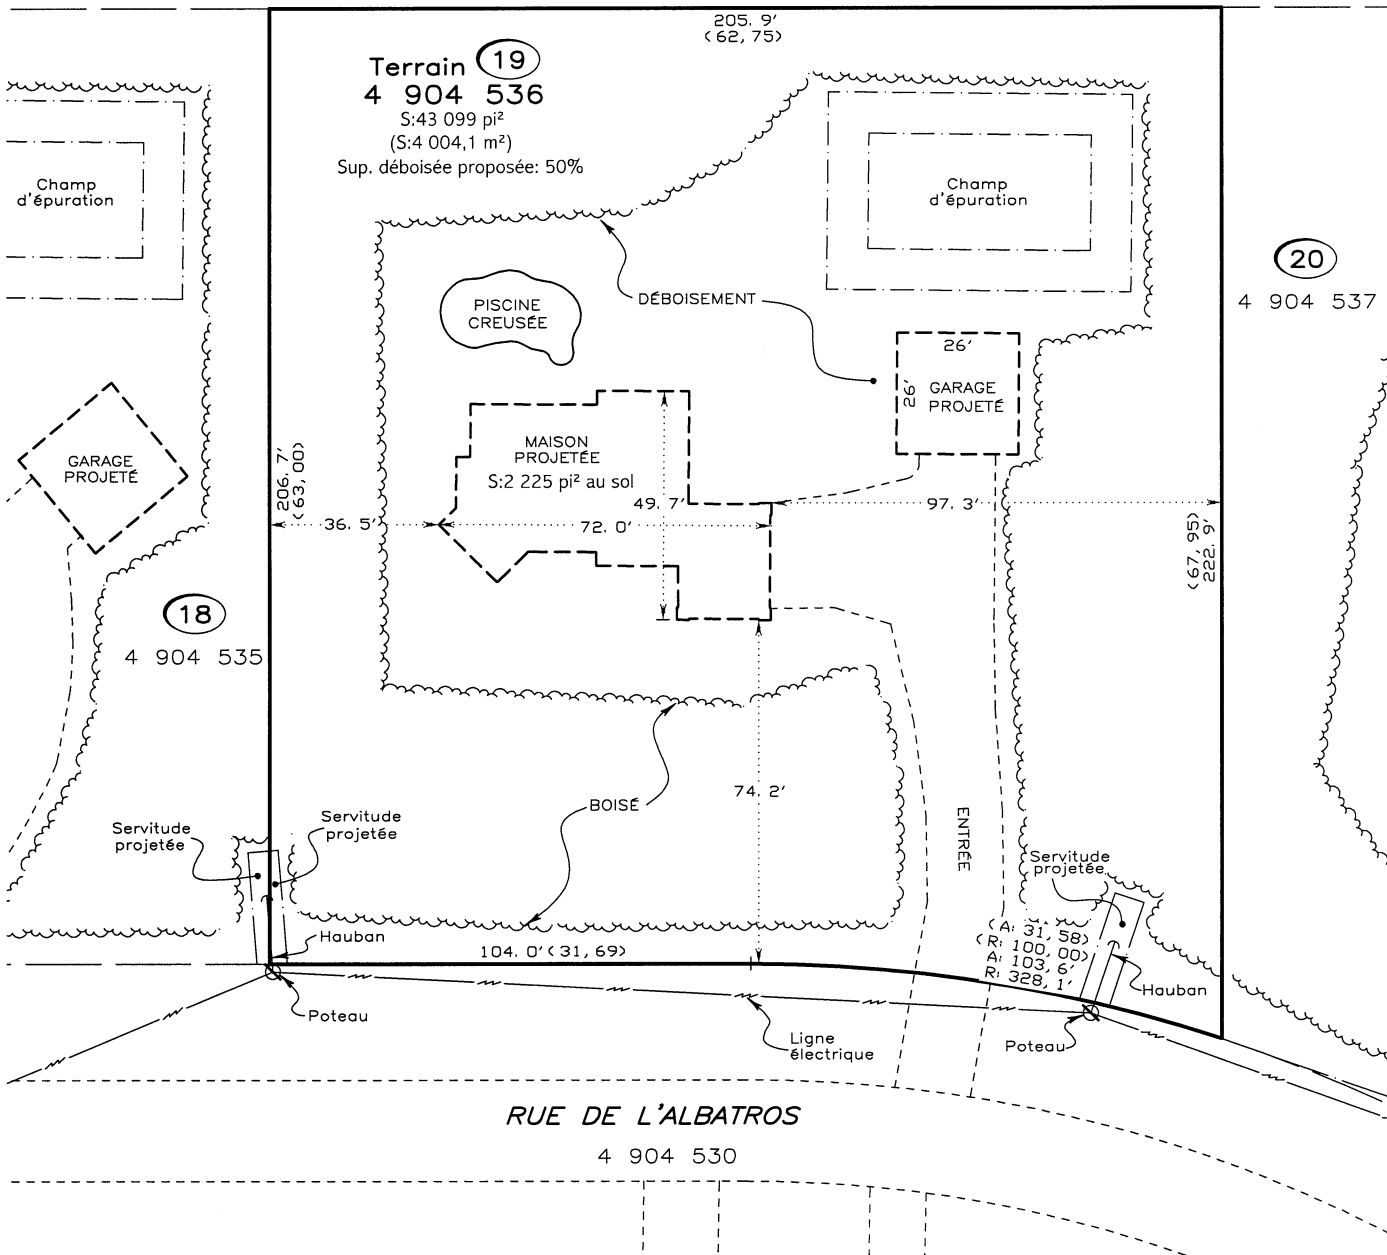 205. 9'
(62, 75)
Terrain 19
4 904 536
S:43 099 pi²
(S:4 004,1 m²)
Sup. déboisée proposée: 50%
Champ
d'épuration
Champ
d'épuration
20
4 904 537
PISCINE
CREUSÉE
DÉBOISEMENT
26'
26'
GARAGE
PROJETÉ
GARAGE
PROJETÉ
206. 7'
(63, 00)
MAISON
PROJETÉE
S:2 225 pi² au sol
49. 7'
36. 5'
72. 0'
97. 3'
(67, 95)
222. 9'
18
4 904 535
74. 2'
BOISÉ
ENTRÉE
Servitude
projetée
Servitude
projetée
Servitude
projetée
Hauban
104. 0' (31, 69)
(A: 31, 58)
(R: 100, 00)
A: 103, 6'
R: 328, 1'
Hauban
Poteau
Ligne
électrique
Poteau
RUE DE L'ALBATROS
4 904 530